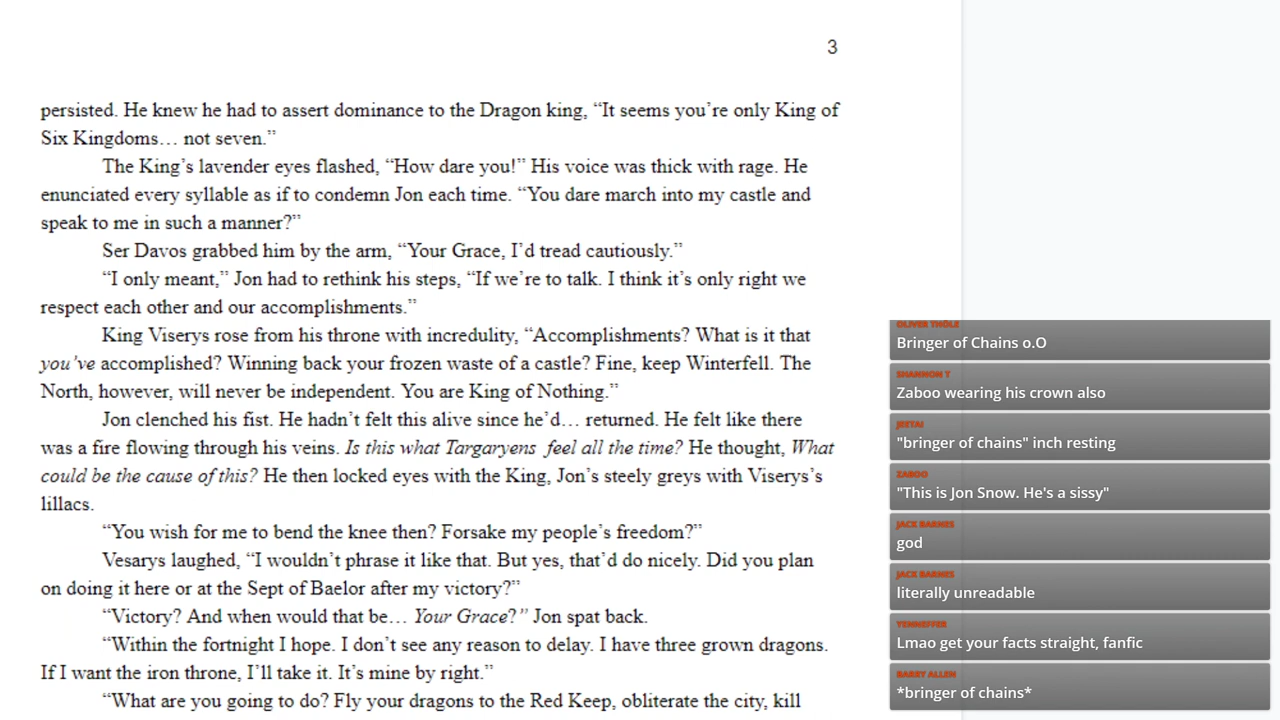 3
persisted. He knew he had to assert dominance to the Dragon king, “It seems you’re only King of
Six Kingdoms… not seven.”
The King’s lavender eyes flashed, “How dare you!” His voice was thick with rage. He
enunciated every syllable as if to condemn Jon each time. “You dare march into my castle and
speak to me in such a manner?”
Ser Davos grabbed him by the arm, “Your Grace, I’d tread cautiously.”
“I only meant,” Jon had to rethink his steps, “If we’re to talk. I think it’s only right we
respect each other and our accomplishments.”
King Viserys rose from his throne with incredulity, “Accomplishments? What is it that
you’ve accomplished? Winning back your frozen waste of a castle? Fine, keep Winterfell. The
North, however, will never be independent. You are King of Nothing.”
Jon clenched his fist. He hadn’t felt this alive since he’d… returned. He felt like there
was a fire flowing through his veins. Is this what Targaryens feel all the time? He thought, What
could be the cause of this? He then locked eyes with the King, Jon’s steely greys with Viserys’s
lillacs.
“You wish for me to bend the knee then? Forsake my people’s freedom?”
Vesarys laughed, “I wouldn’t phrase it like that. But yes, that’d do nicely. Did you plan
on doing it here or at the Sept of Baelor after my victory?”
“Victory? And when would that be… Your Grace?” Jon spat back.
“Within the fortnight I hope. I don’t see any reason to delay. I have three grown dragons.
If I want the iron throne, I’ll take it. It’s mine by right.”
“What are you going to do? Fly your dragons to the Red Keep, obliterate the city, kill
OLIVER THÖLE
Bringer of Chains o.O
SHANNON T
Zaboo wearing his crown also
JEETAI
"bringer of chains" inch resting
ZABOO
"This is Jon Snow. He's a sissy"
JACK BARNES
god
JACK BARNES
literally unreadable
YENNEFFER
Lmao get your facts straight, fanfic
BARRY ALLEN
*bringer of chains*